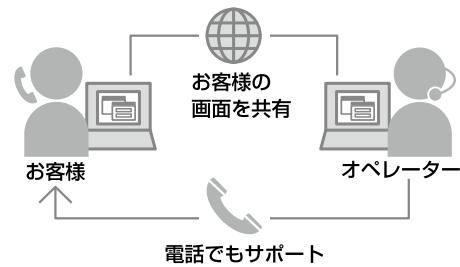 お客様の
画面を共有
お客様
オペレーター
電話でもサポート